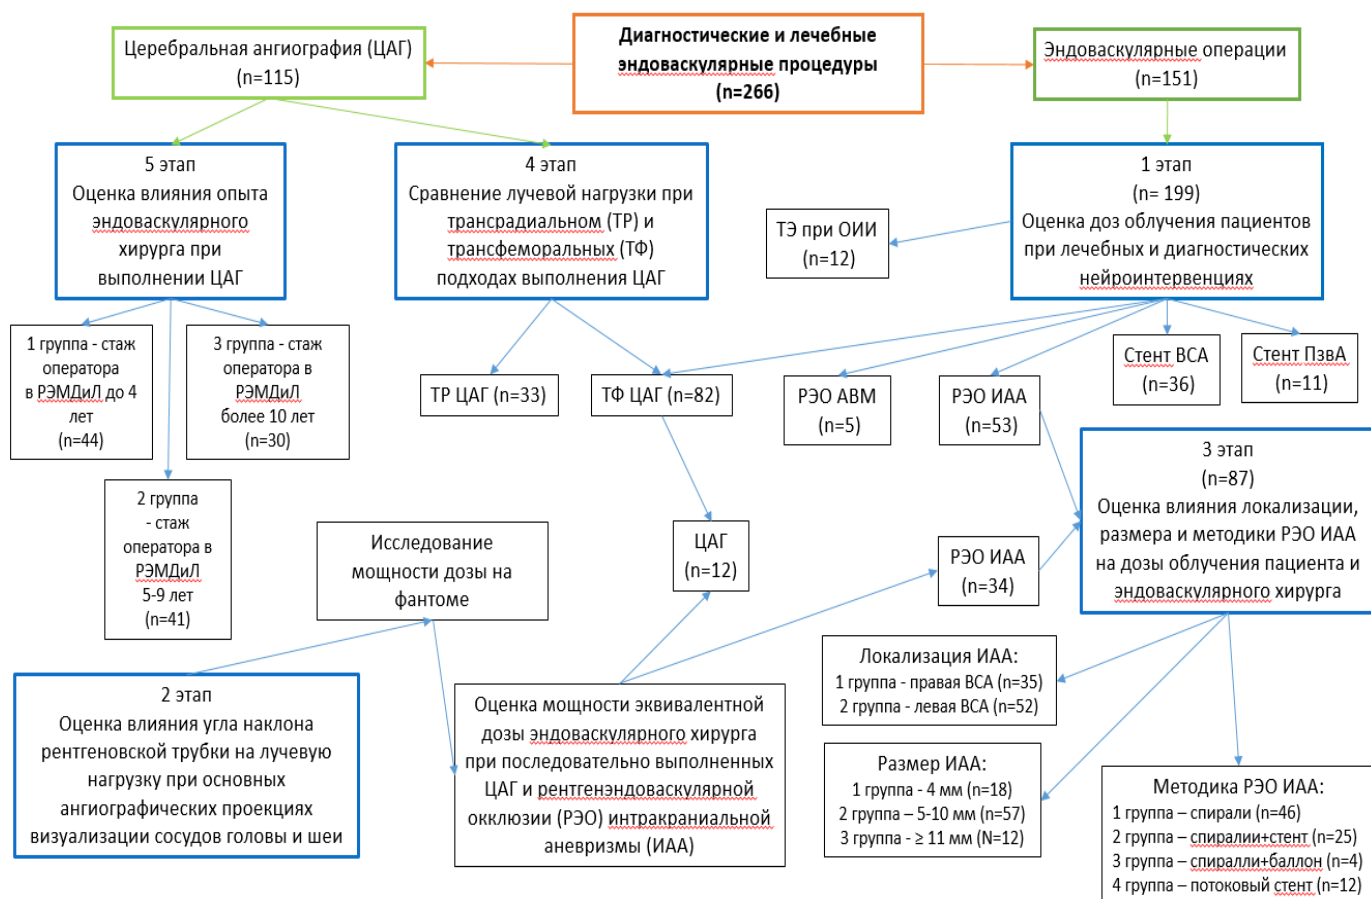 Церебральная ангиография (ЦАГ)
(n=115)
Диагностические и лечебные
эндоваскулярные процедуры
(n=266)
Эндоваскулярные операции
(n=151)
5 этап
Оценка влияния опыта
эндоваскулярного
хирурга при
выполнении ЦАГ
4 этап
Сравнение лучевой нагрузки при
трансрадиальном (ТР) и
трансфеморальных (ТФ)
подходах выполнения ЦАГ
ТЭ при ОИИ
(n=12)
1 этап
(n= 199)
Оценка доз облучения пациентов
при лечебных и диагностических
нейроинтервенциях
1 группа - стаж
оператора
в РЭМДиЛ до 4
лет
(n=44)
3 группа - стаж
оператора в
РЭМДиЛ
более 10 лет
(n=30)
ТР ЦАГ (n=33)
ТФ ЦАГ (n=82)
РЭО АВМ
(n=5)
РЭО ИАА
(n=53)
Стент ВСА
(n=36)
Стент ПзвА
(n=11)
2 группа
- стаж
оператора в
РЭМДиЛ
5-9 лет
(n=41)
Исследование
мощности дозы на
фантоме
ЦАГ
(n=12)
РЭО ИАА
(n=34)
3 этап
(n=87)
Оценка влияния локализации,
размера и методики РЭО ИАА
на дозы облучения пациента и
эндоваскулярного хирурга
2 этап
Оценка влияния угла наклона
рентгеновской трубки на лучевую
нагрузку при основных
ангиографических проекциях
визуализации сосудов головы и шеи
Оценка мощности эквивалентной
дозы эндоваскулярного хирурга
при последовательно выполненных
ЦАГ и рентгенэндоваскулярной
окклюзии (РЭО) интракраниальной
аневризмы (ИАА)
Локализация ИАА:
1 группа - правая ВСА (n=35)
2 группа - левая ВСА (n=52)
Размер ИАА:
1 группа - 4 мм (n=18)
2 группа – 5-10 мм (n=57)
3 группа - ≥ 11 мм (N=12)
Методика РЭО ИАА:
1 группа – спирали (n=46)
2 группа – спиралии+стент (n=25)
3 группа – спиралли+баллон (n=4)
4 группа – потоковый стент (n=12)